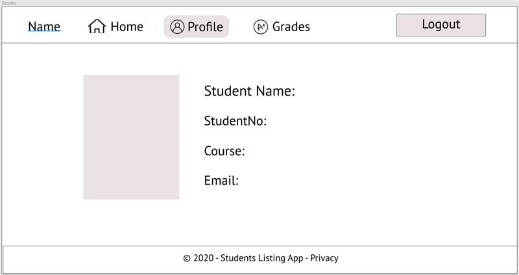 Profile
Name Home Profile Grades Logout
Student Name:
StudentNo:
Course:
Email:
© 2020 - Students Listing App - Privacy